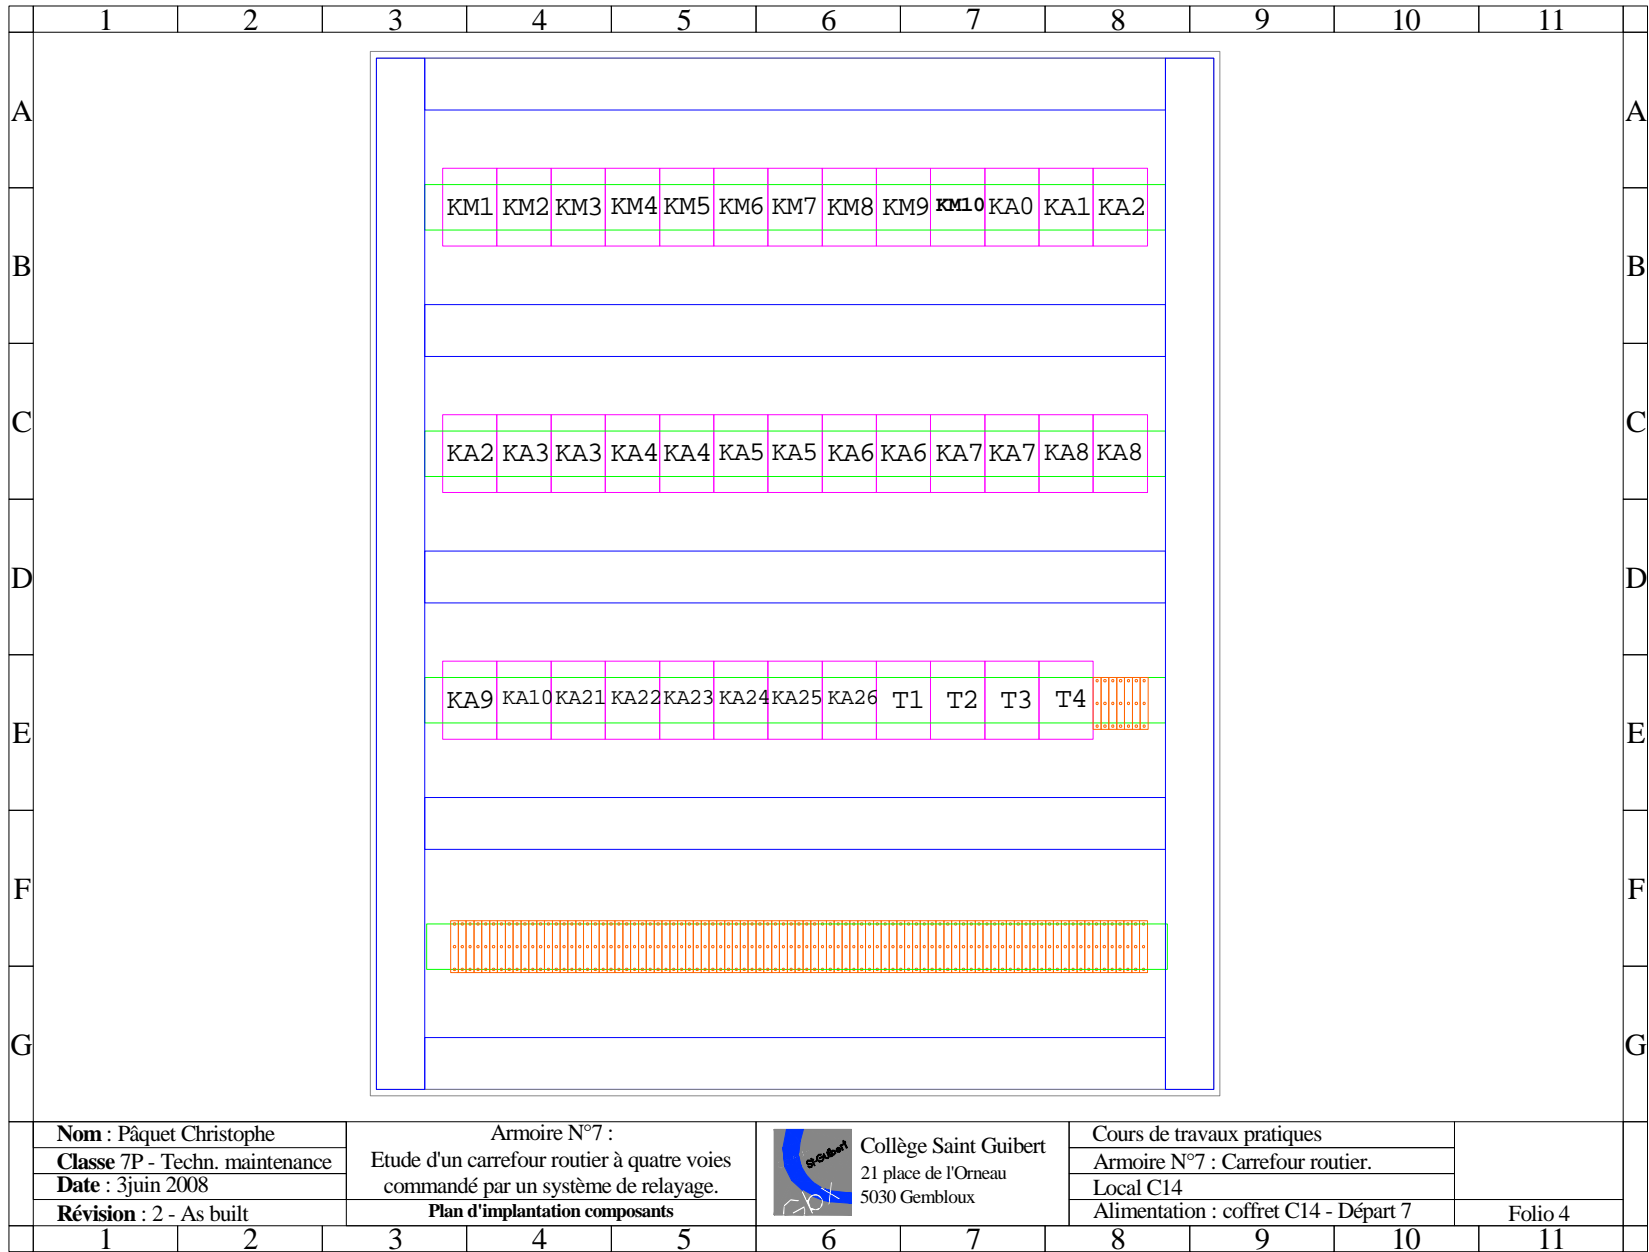 1 2 3 4 5 6 7 8 9 10 11
A A
KM1 KM2 KM3 KM4 KM5 KM6 KM7 KM8 KM9 KM10 KA0 KA1 KA2
B B
C C
KA2 KA3 KA3 KA4 KA4 KA5 KA5 KA6 KA6 KA7 KA7 KA8 KA8
D D
KA9 KA10 KA21 KA22 KA23 KA24 KA25 KA26 T1 T2 T3 T4
E E
F F
G G
Nom : Pâquet Christophe
Classe 7P - Techn. maintenance
Date : 3juin 2008
Révision : 2 - As built
Armoire N°7 :
Etude d'un carrefour routier à quatre voies
commandé par un système de relayage.
Plan d'implantation composants
St-Guibert
Collège Saint Guibert
21 place de l'Orneau
5030 Gembloux
Cours de travaux pratiques
Armoire N°7 : Carrefour routier.
Local C14
Alimentation : coffret C14 - Départ 7
Folio 4
1 2 3 4 5 6 7 8 9 10 11